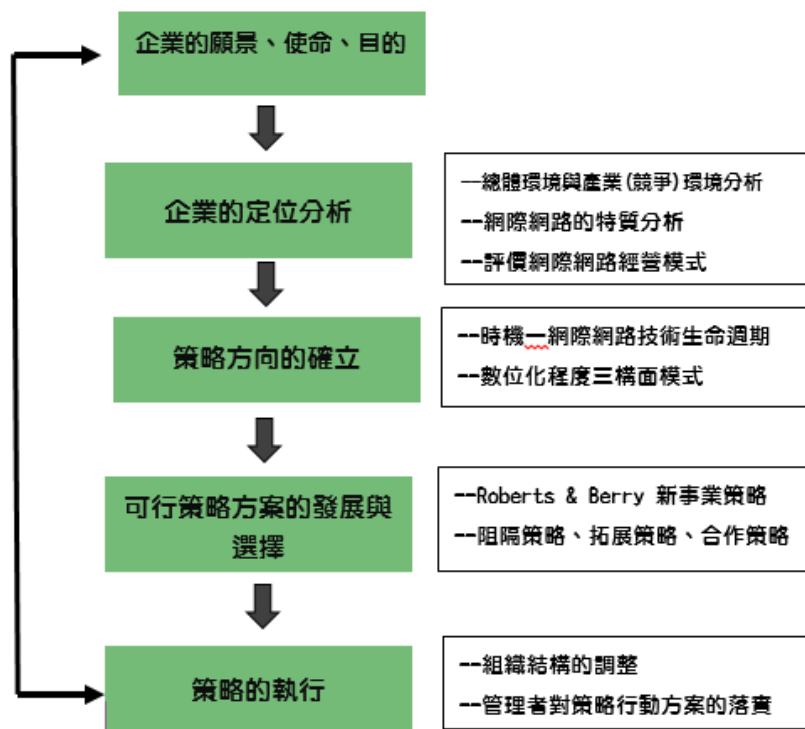 企業的願景、使命、目的
企業的定位分析
--總體環境與產業(競爭)環境分析
--網際網路的特質分析
--評價網際網路經營模式
策略方向的確立
--時機—網際網路技術生命週期
--數位化程度三構面模式
可行策略方案的發展與
選擇
--Roberts & Berry 新事業策略
--阻隔策略、拓展策略、合作策略
策略的執行
--組織結構的調整
--管理者對策略行動方案的落實